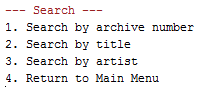 --- Search ---
1. Search by archive number
2. Search by title
3. Search by artist
4. Return to Main Menu